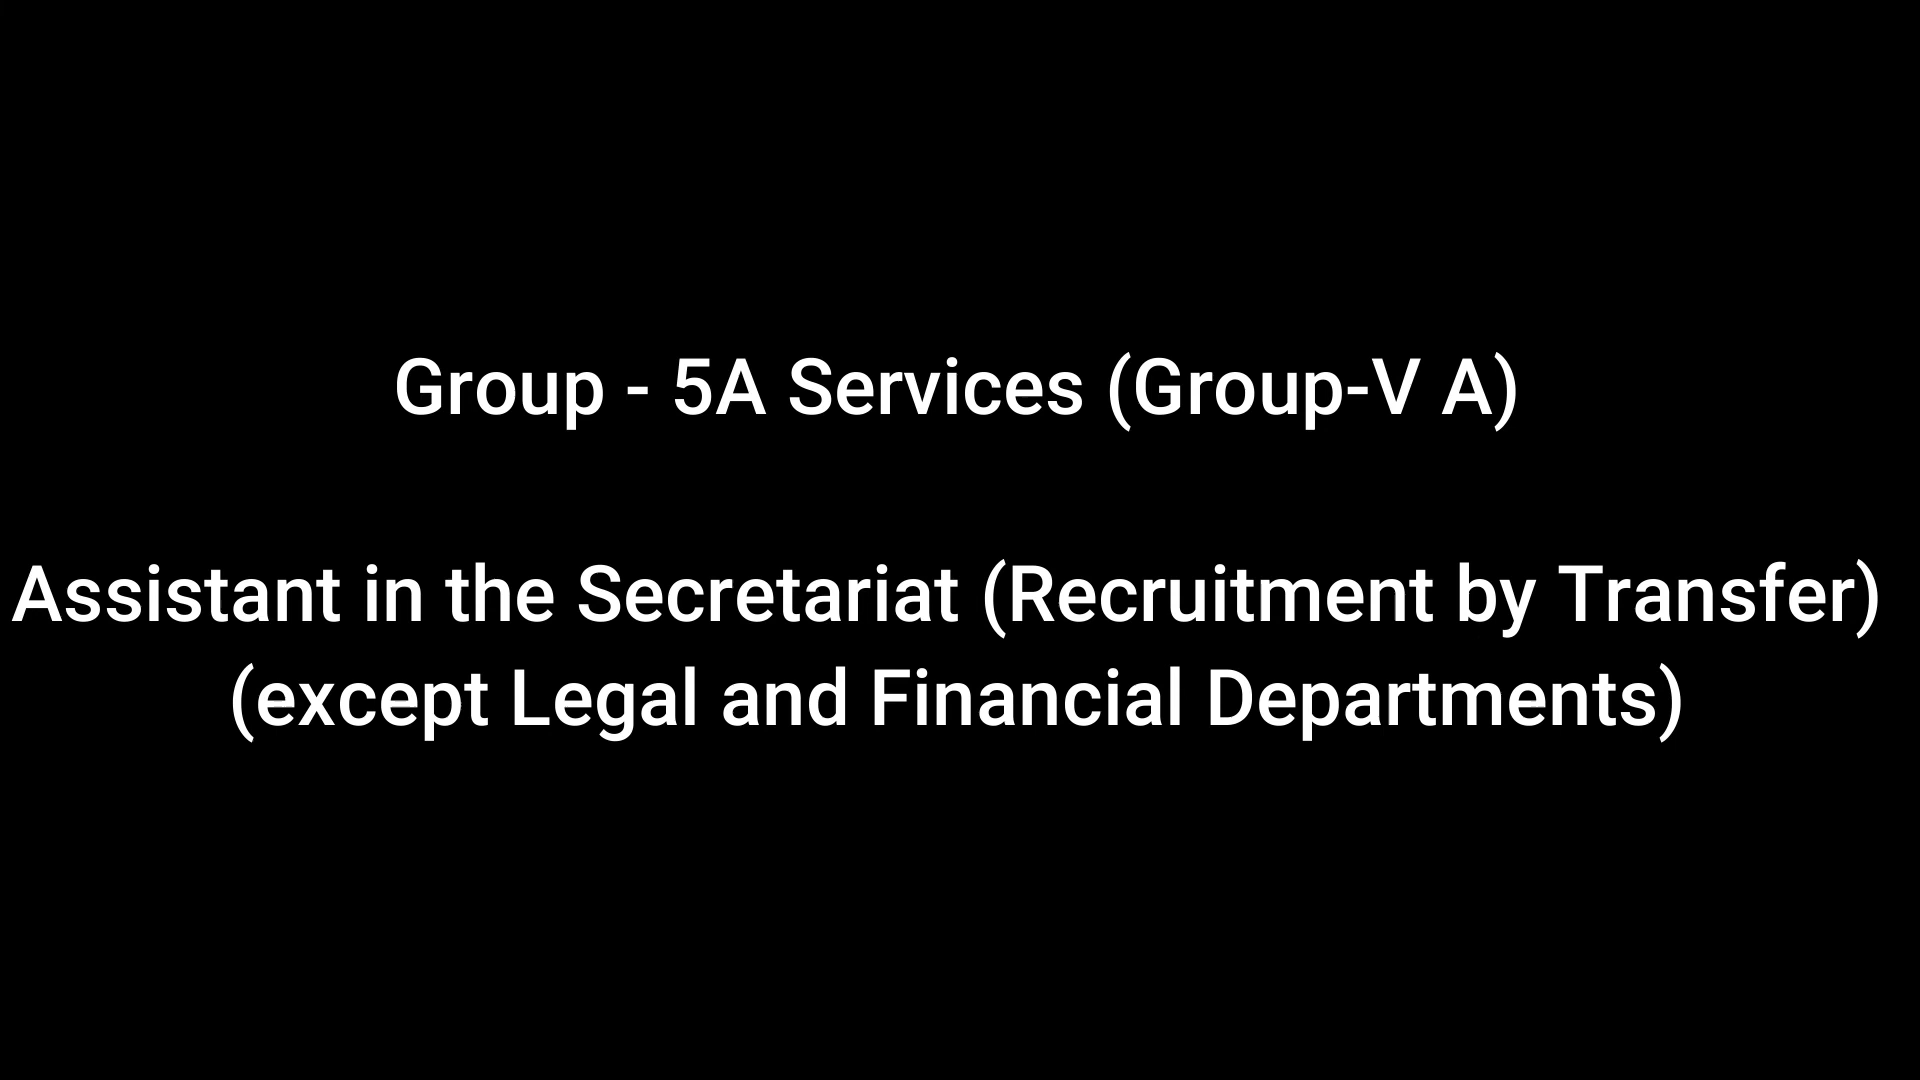 Group - 5A Services (Group-V A)
Assistant in the Secretariat (Recruitment by Transfer)
(except Legal and Financial Departments)